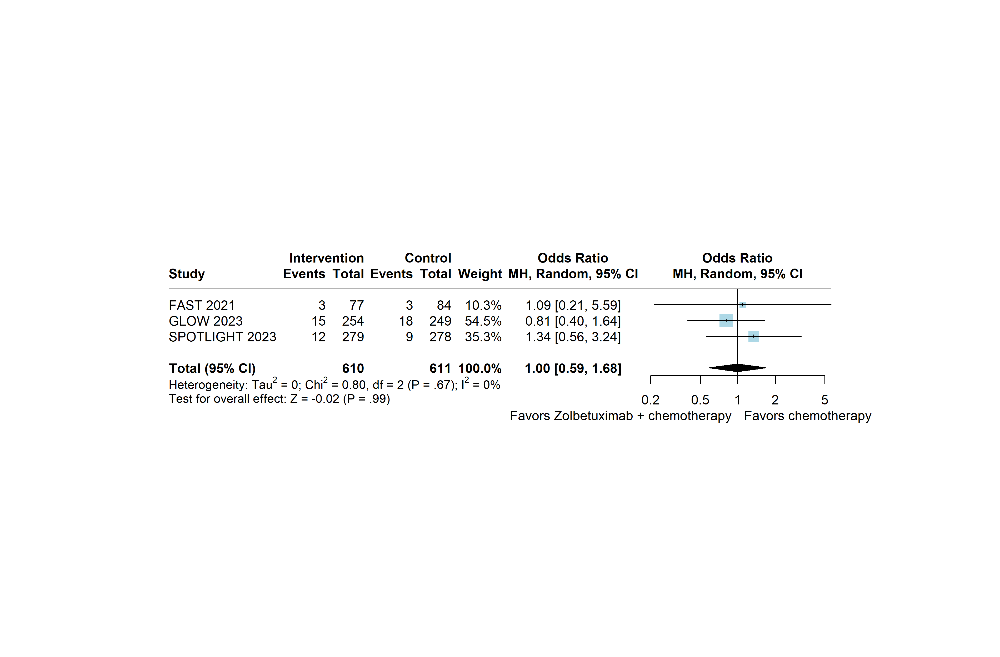 Intervention Control Odds Ratio Odds Ratio
Study Events Total Events Total Weight MH, Random, 95% CI MH, Random, 95% CI
FAST 2021 3 77 3 84 10.3% 1.09 [0.21, 5.59]
GLOW 2023 15 254 18 249 54.5% 0.81 [0.40, 1.64]
SPOTLIGHT 2023 12 279 9 278 35.3% 1.34 [0.56, 3.24]
Total (95% CI) 610 611 100.0% 1.00 [0.59, 1.68]
Heterogeneity: Tau² = 0; Chi² = 0.80, df = 2 (P = .67); I² = 0%
Test for overall effect: Z = -0.02 (P = .99)
0.2 0.5 1 2 5
Favors Zolbetuximab + chemotherapy Favors chemotherapy